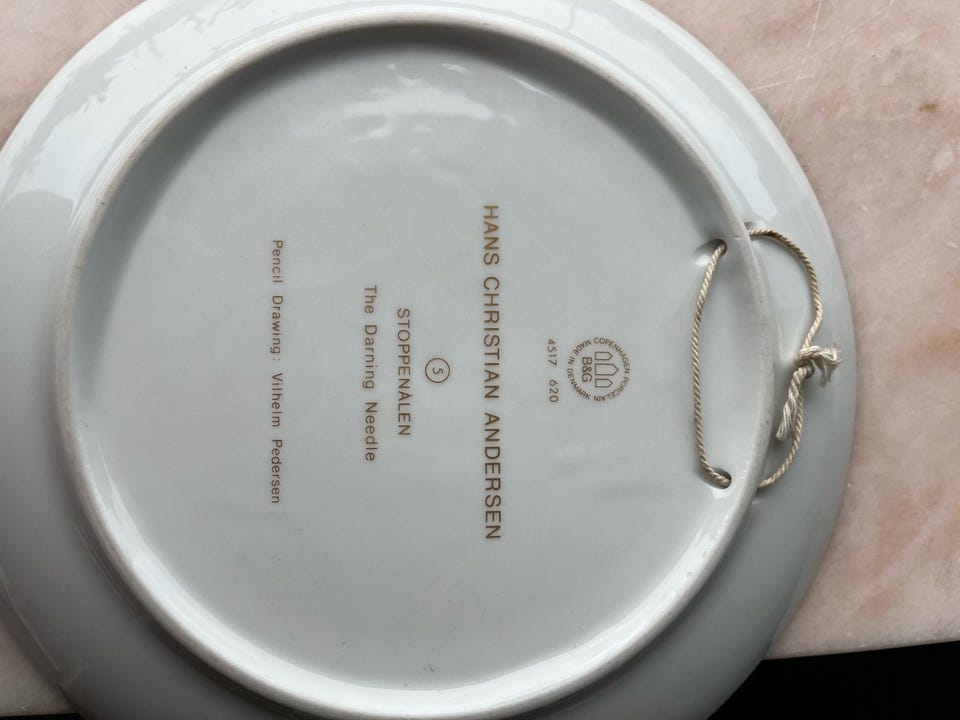 COPENHAGEN PORCELAIN
B&G
MADE IN DENMARK
4517 620
HANS CHRISTIAN ANDERSEN
5
STOPPENÅLEN
The Darning Needle
Pencil Drawing: Vilhelm Pedersen